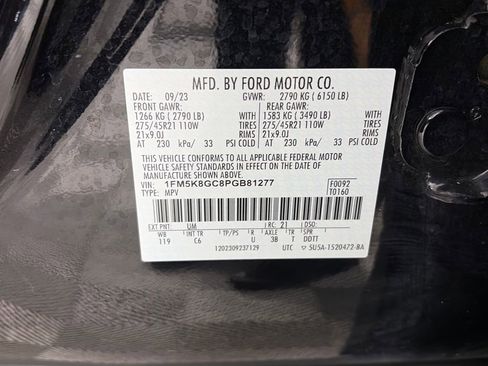 MFD. BY FORD MOTOR CO.
DATE: 09/23 GVWR: 2790 KG ( 6150 LB)
FRONT GAWR: REAR GAWR:
1266 KG ( 2790 LB) WITH 1583 KG ( 3490 LB) WITH
275/45R21 110W TIRES 275/45R21 110W TIRES
21x9.0J RIMS 21x9.0J RIMS
AT 230 kPa/ 33 PSI COLD AT 230 kPa/ 33 PSI COLD
THIS VEHICLE CONFORMS TO ALL APPLICABLE FEDERAL MOTOR
VEHICLE SAFETY STANDARDS IN EFFECT ON THE DATE OF
MANUFACTURE SHOWN ABOVE.
VIN: 1FM5K8GC8PGB81277 F0092
TYPE: MPV T0160
EXT PNT: UM RC: 21 DSO:
WB INT TR TP/PS R AXLE TR SPR
119 C6 U 3B T DDTT
1202309237129 UTC 5U5A-1520472-BA